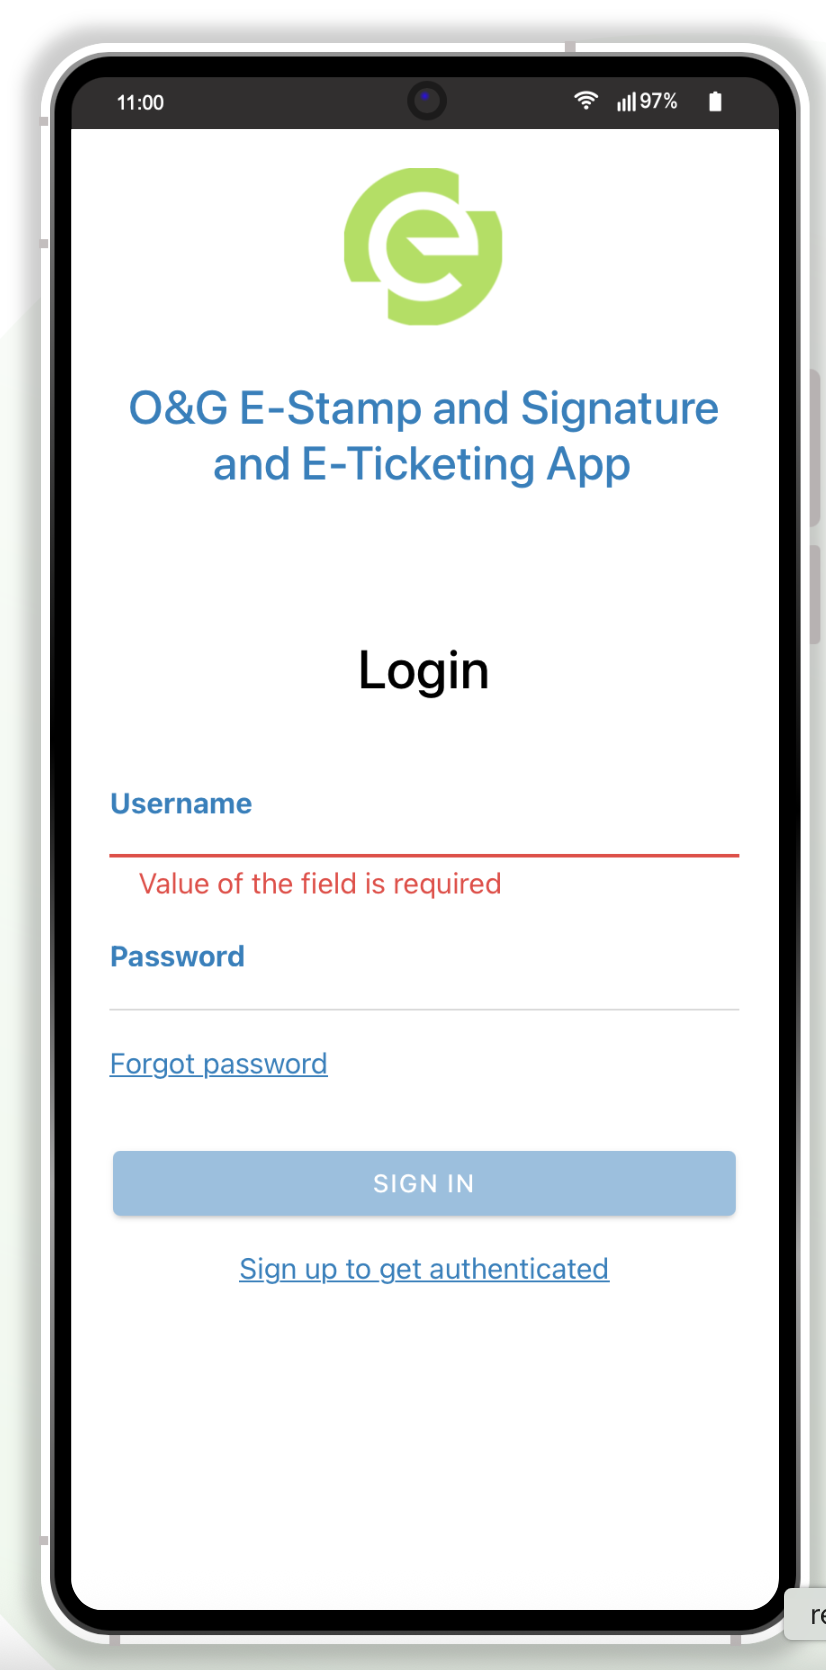 11:00
97%
e
O&G E-Stamp and Signature
and E-Ticketing App
Login
Username
Value of the field is required
Password
Forgot password
SIGN IN
Sign up to get authenticated